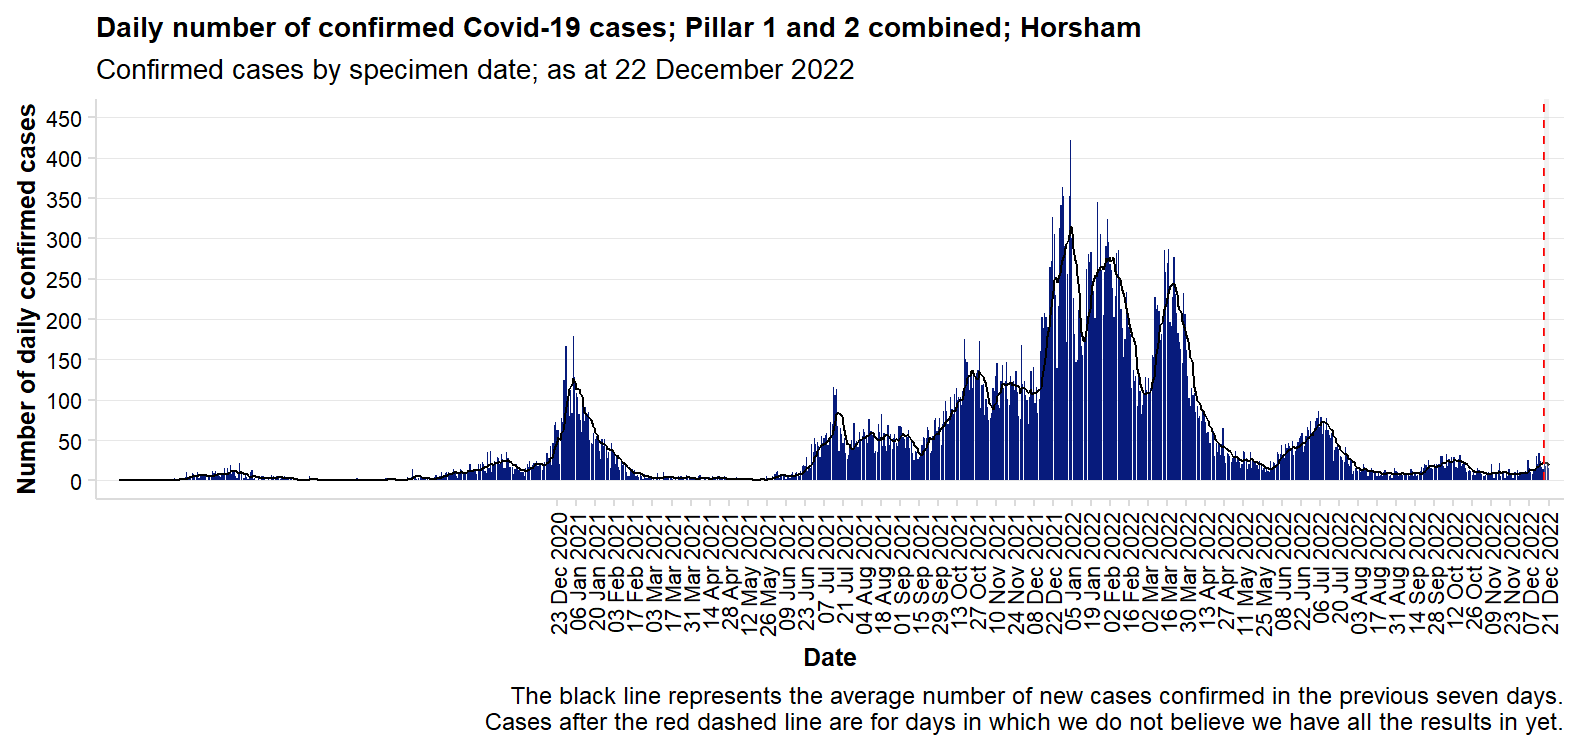 Daily number of confirmed Covid-19 cases; Pillar 1 and 2 combined; Horsham
Confirmed cases by specimen date; as at 22 December 2022
Number of daily confirmed cases
450
400
350
300
250
200
150
100
50
0
23 Dec 2020
06 Jan 2021
20 Jan 2021
03 Feb 2021
17 Feb 2021
03 Mar 2021
17 Mar 2021
31 Mar 2021
14 Apr 2021
28 Apr 2021
12 May 2021
26 May 2021
09 Jun 2021
23 Jun 2021
07 Jul 2021
21 Jul 2021
04 Aug 2021
18 Aug 2021
01 Sep 2021
15 Sep 2021
29 Sep 2021
13 Oct 2021
27 Oct 2021
10 Nov 2021
24 Nov 2021
08 Dec 2021
22 Dec 2021
05 Jan 2022
19 Jan 2022
02 Feb 2022
16 Feb 2022
02 Mar 2022
16 Mar 2022
30 Mar 2022
13 Apr 2022
27 Apr 2022
11 May 2022
25 May 2022
08 Jun 2022
22 Jun 2022
06 Jul 2022
20 Jul 2022
03 Aug 2022
17 Aug 2022
31 Aug 2022
14 Sep 2022
28 Sep 2022
12 Oct 2022
26 Oct 2022
09 Nov 2022
23 Nov 2022
07 Dec 2022
21 Dec 2022
Date
The black line represents the average number of new cases confirmed in the previous seven days.
Cases after the red dashed line are for days in which we do not believe we have all the results in yet.